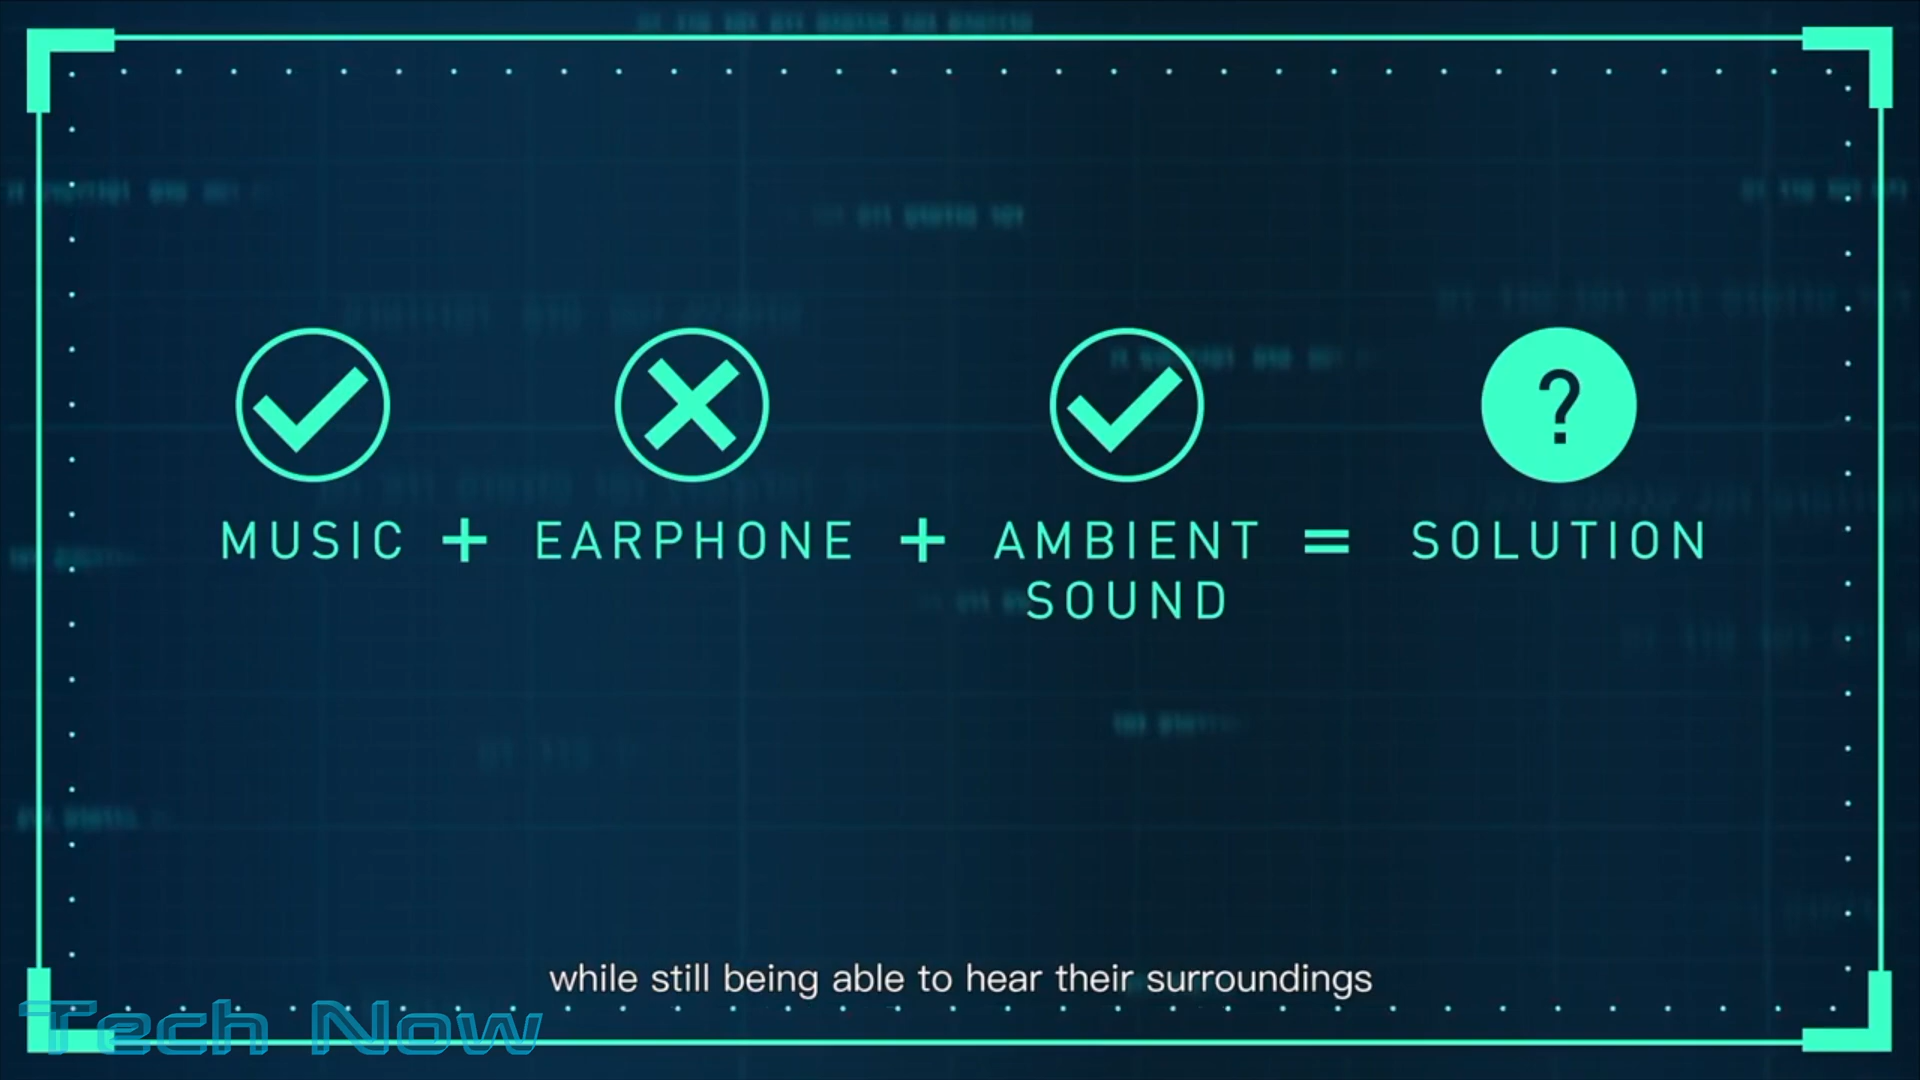 ?
MUSIC + EARPHONE + AMBIENT SOUND = SOLUTION
while still being able to hear their surroundings
Tech Now